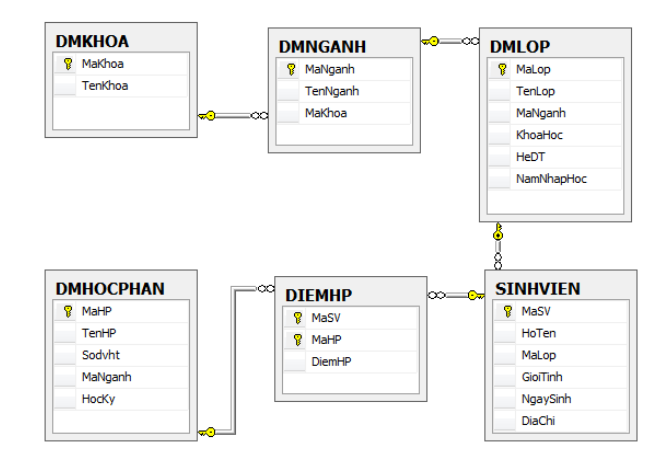 DMKHOA
MaKhoa
TenKhoa
DMNGANH
MaNganh
TenNganh
MaKhoa
DMLOP
MaLop
TenLop
MaNganh
KhoaHoc
HeDT
NamNhapHoc
DMHOCPHAN
MaHP
TenHP
Sodvht
MaNganh
HocKy
DIEMHP
MaSV
MaHP
DiemHP
SINHVIEN
MaSV
HoTen
MaLop
GioiTinh
NgaySinh
DiaChi